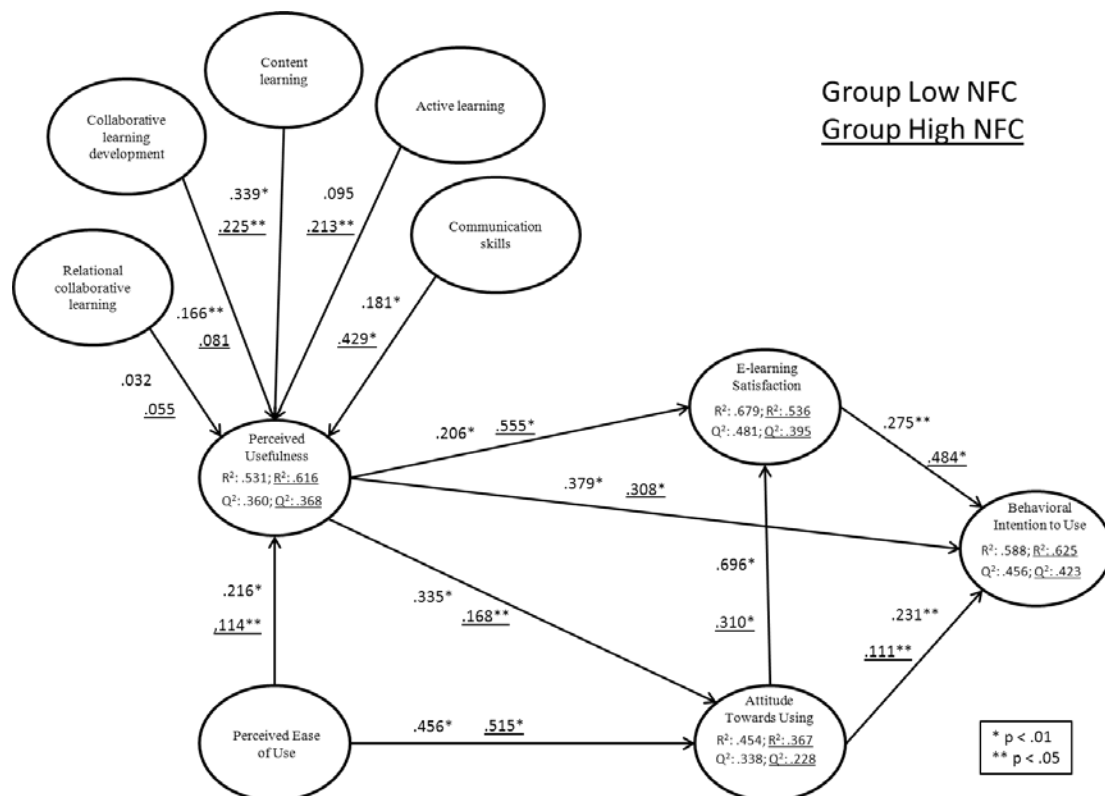 Content
learning
Group Low NFC
Group High NFC
Collaborative
learning
development
Active learning
.339*
.225**
.095
.213**
Communication
skills
Relational
collaborative
learning
.166**
.081
.181*
.429*
.032
.055
E-learning
Satisfaction
R²: .679; R²: .536
Q²: .481; Q²: .395
.206*
.555*
.275**
.484*
Perceived
Usefulness
R²: .531; R²: .616
Q²: .360; Q²: .368
.379*
.308*
Behavioral
Intention to Use
R²: .588; R²: .625
Q²: .456; Q²: .423
.216*
.114**
.335*
.168**
.696*
.310*
.231**
.111**
Perceived Ease
of Use
.456*
.515*
Attitude
Towards Using
R²: .454; R²: .367
Q²: .338; Q²: .228
* p < .01
** p < .05